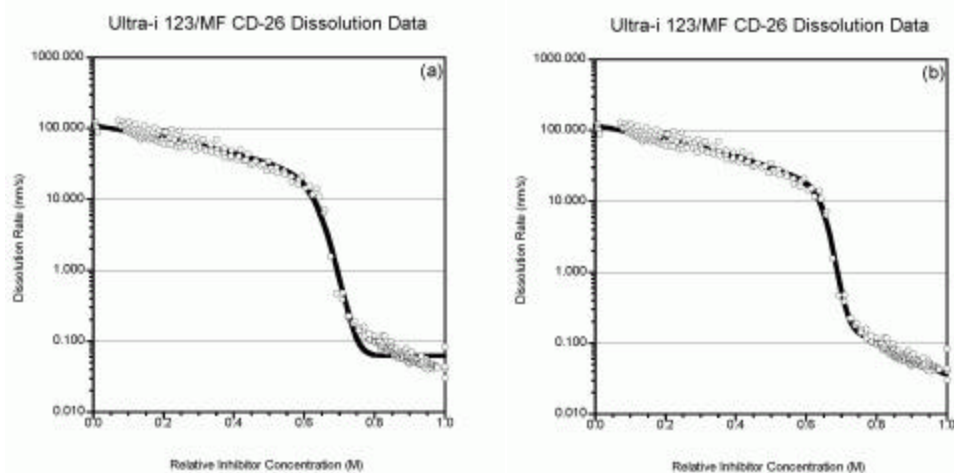 Ultra-i 123/MF CD-26 Dissolution Data
(a)
1000.000
100.000
10.000
1.000
0.100
0.010
Dissolution Rate (nm/s)
0.0 0.2 0.4 0.6 0.8 1.0
Relative Inhibitor Concentration (M)
Ultra-i 123/MF CD-26 Dissolution Data
(b)
1000.000
100.000
10.000
1.000
0.100
0.010
Dissolution Rate (nm/s)
0.0 0.2 0.4 0.6 0.8 1.0
Relative Inhibitor Concentration (M)